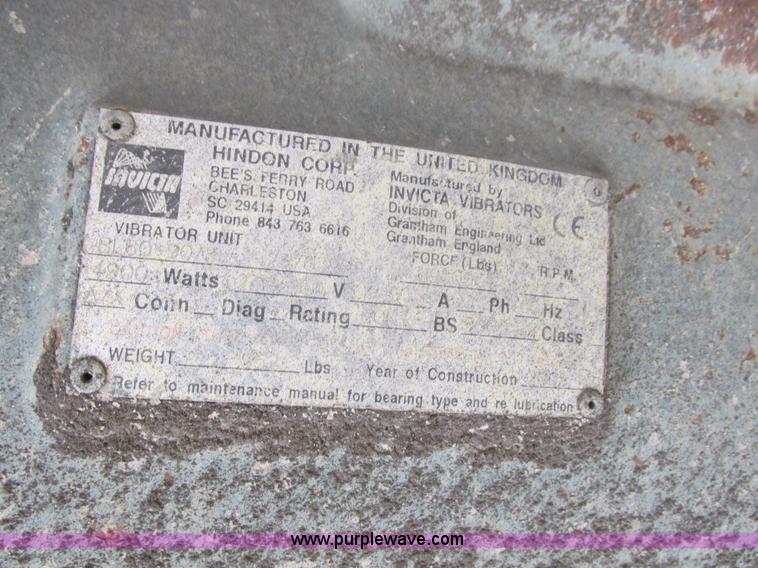 MANUFACTURED IN THE UNITED KINGDOM
INVICTA
HINDON CORP
BEE'S FERRY ROAD
CHARLESTON
SC 29414 USA
Phone 843 763 6616
Manufactured by
INVICTA VIBRATORS
Division of
Grantham Engineering Ltd
Grantham England
CE
VIBRATOR UNIT
FORCE (Lbs) R.P.M.
Watts V A Ph Hz
Conn Diag Rating BS Class
WEIGHT Lbs Year of Construction
Refer to maintenance manual for bearing type and re lubrication
www.purplewave.com